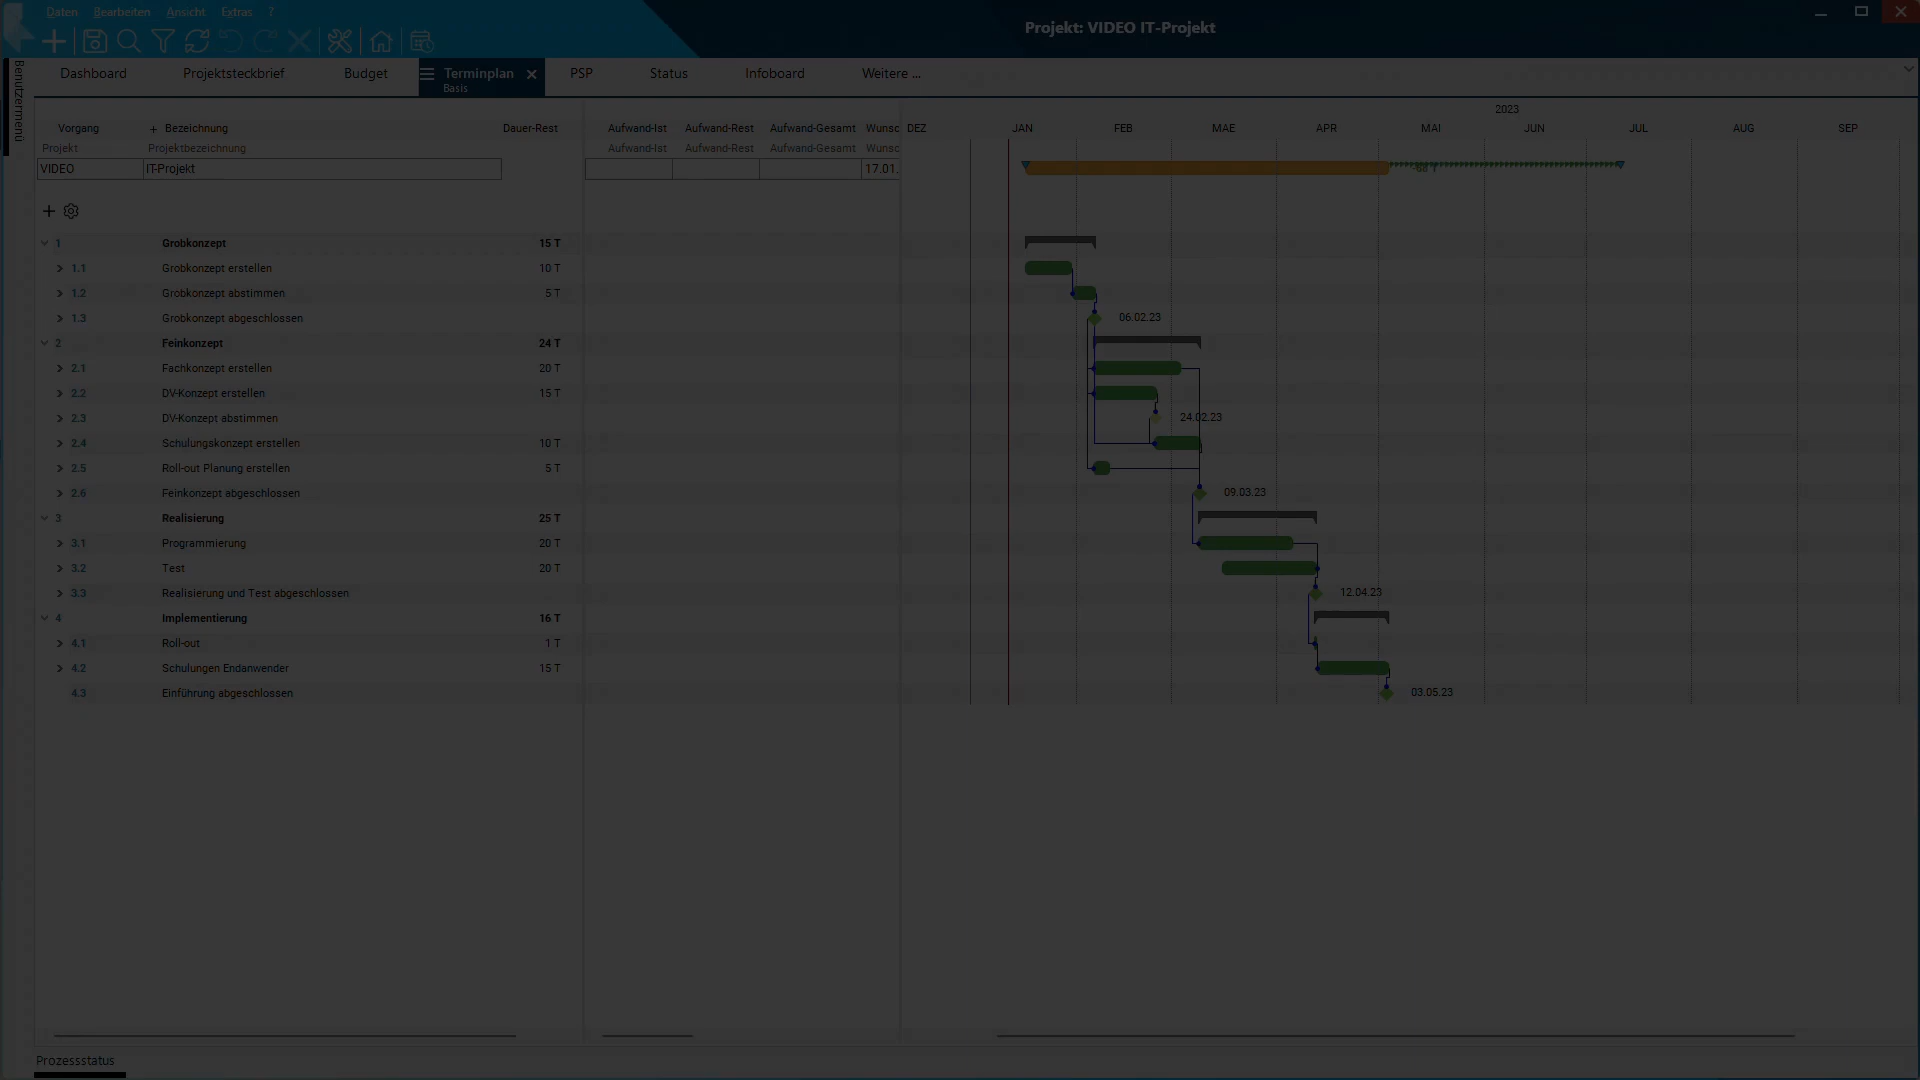 Daten Bearbeiten Ansicht Extras ?
Projekt: VIDEO IT-Projekt
Benutzermenü
Dashboard Projektsteckbrief Budget Terminplan PSP Status Infoboard Weitere ...
Basis
2023
Vorgang Bezeichnung Dauer-Rest Aufwand-Ist Aufwand-Rest Aufwand-Gesamt Wunsc DEZ JAN FEB MAE APR MAI JUN JUL AUG SEP
Projekt Projektbezeichnung Aufwand-Ist Aufwand-Rest Aufwand-Gesamt Wunsc
VIDEO IT-Projekt 17.01.
1 Grobkonzept 15 T
1.1 Grobkonzept erstellen 10 T
1.2 Grobkonzept abstimmen 5 T
1.3 Grobkonzept abgeschlossen 06.02.23
2 Feinkonzept 24 T
2.1 Fachkonzept erstellen 20 T
2.2 DV-Konzept erstellen 15 T
2.3 DV-Konzept abstimmen 24.02.23
2.4 Schulungskonzept erstellen 10 T
2.5 Roll-out Planung erstellen 5 T
2.6 Feinkonzept abgeschlossen 09.03.23
3 Realisierung 25 T
3.1 Programmierung 20 T
3.2 Test 20 T
3.3 Realisierung und Test abgeschlossen 12.04.23
4 Implementierung 16 T
4.1 Roll-out 1 T
4.2 Schulungen Endanwender 15 T
4.3 Einführung abgeschlossen 03.05.23
Prozessstatus